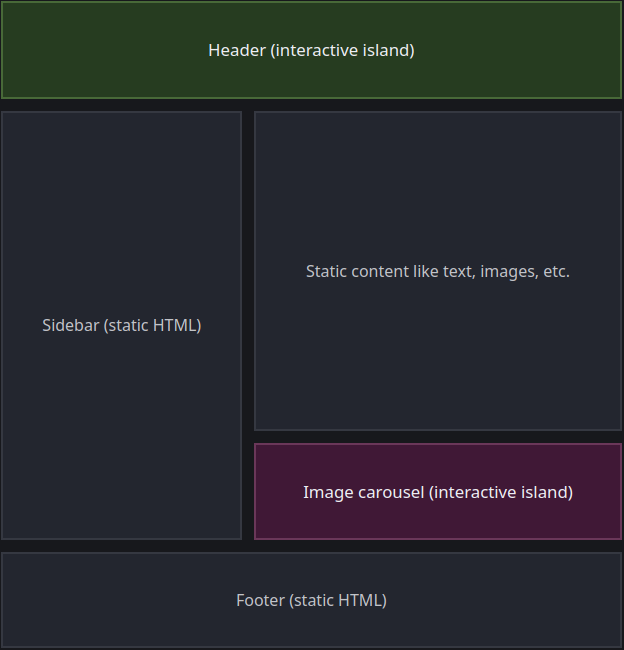 Header (interactive island)
Sidebar (static HTML)
Static content like text, images, etc.
Image carousel (interactive island)
Footer (static HTML)